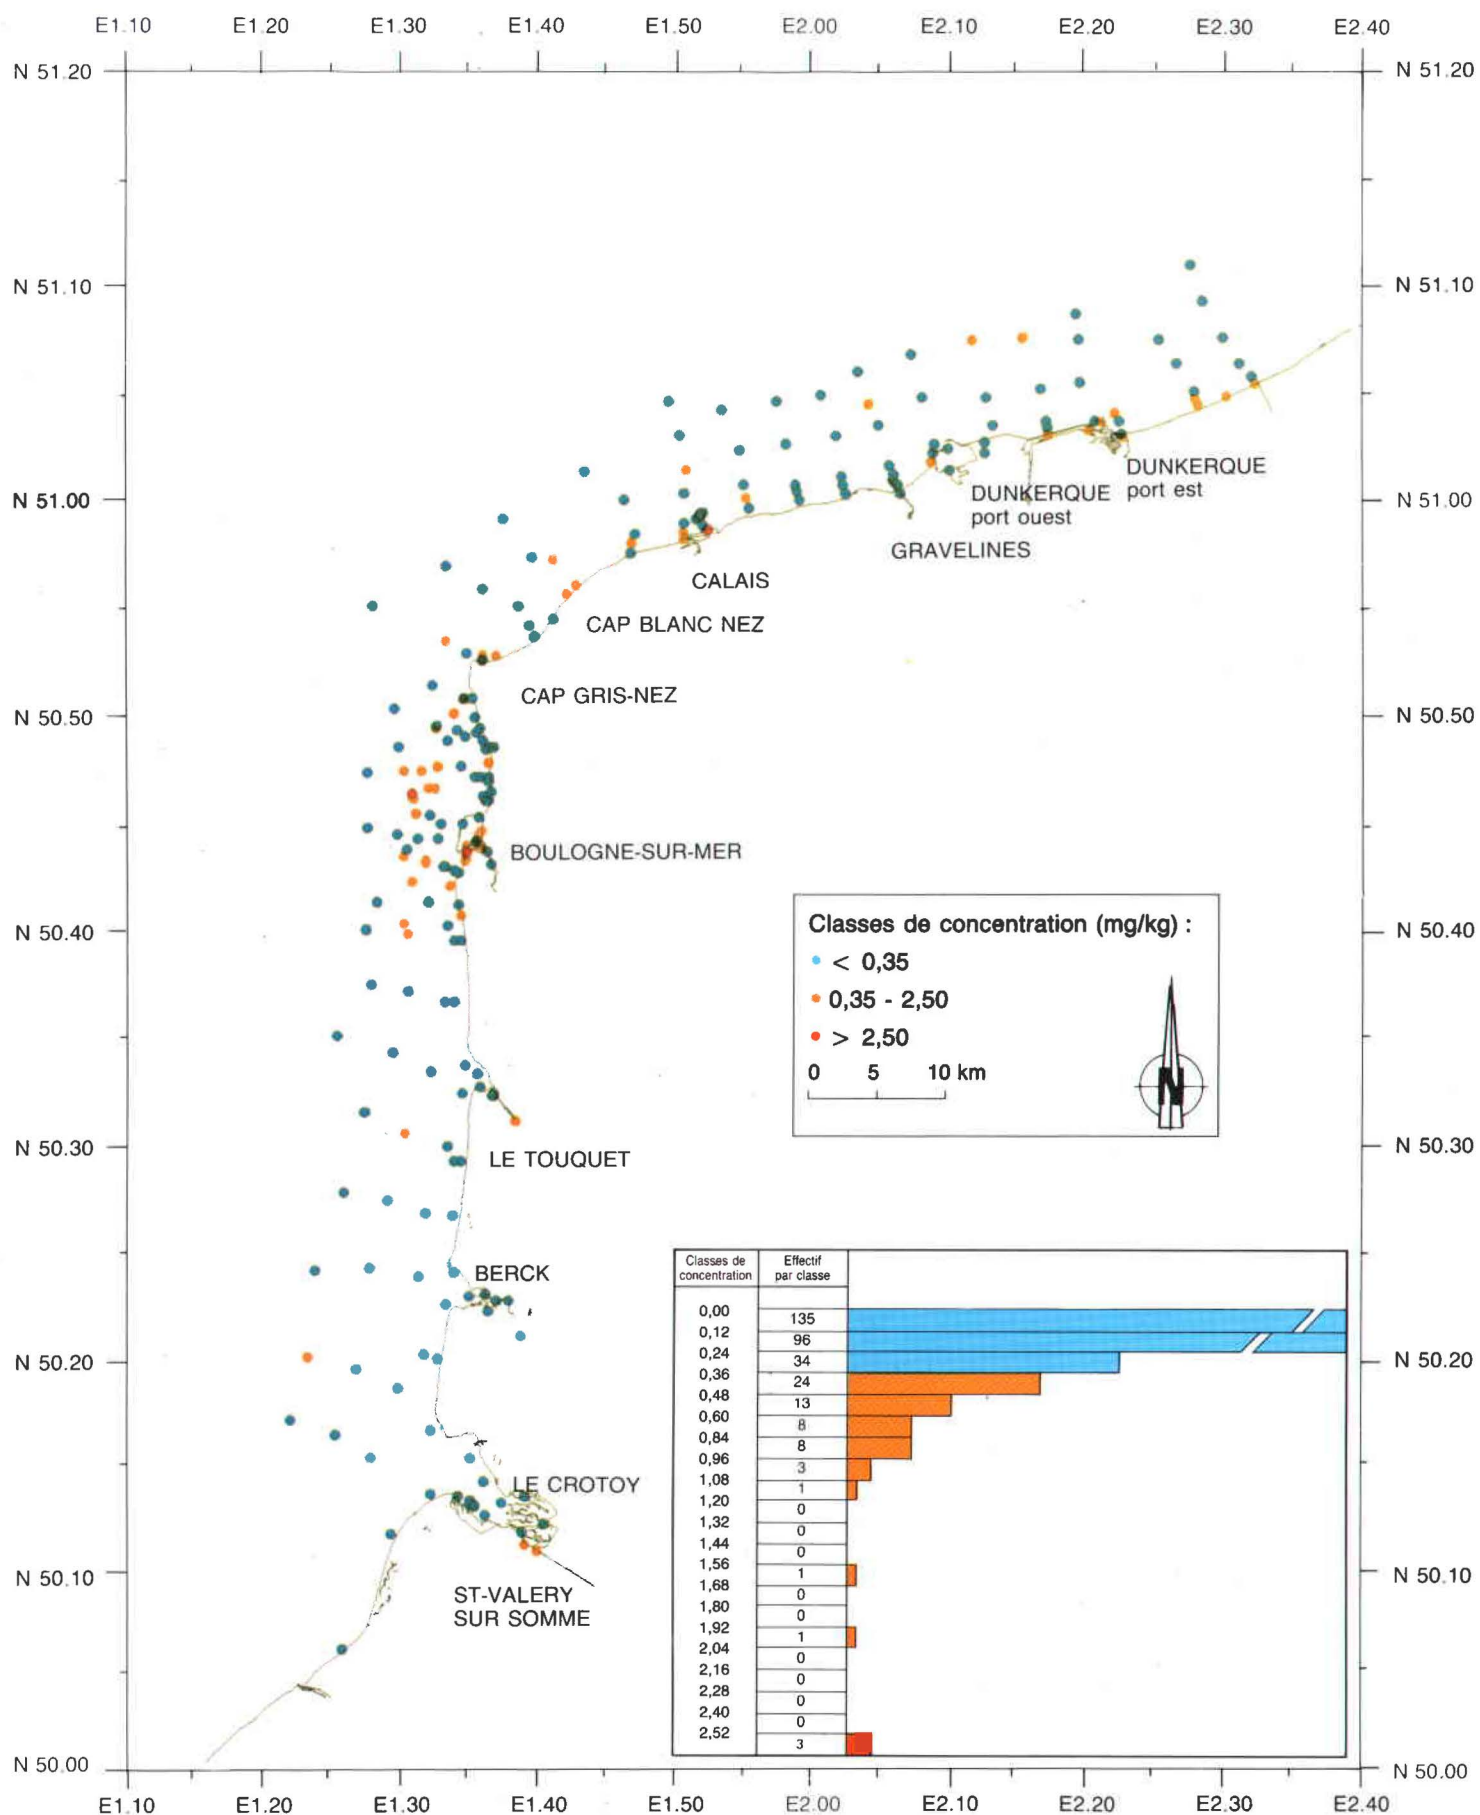 E1.10 E1.20 E1.30 E1.40 E1.50 E2.00 E2.10 E2.20 E2.30 E2.40
N 51.20 N 51.20
N 51.10 N 51.10
DUNKERQUE
port est
DUNKERQUE
port ouest
N 51.00 N 51.00
GRAVELINES
CALAIS
CAP BLANC NEZ
CAP GRIS-NEZ
N 50.50 N 50.50
BOULOGNE-SUR-MER
Classes de concentration (mg/kg) :
< 0,35
0,35 - 2,50
> 2,50
0 5 10 km
N
N 50.40 N 50.40
N 50.30 N 50.30
LE TOUQUET
BERCK
N 50.20 N 50.20
LE CROTOY
ST-VALERY
SUR SOMME
N 50.10 N 50.10
Classes de concentration Effectif par classe
0,00
135
0,12
96
0,24
34
0,36
24
0,48
13
0,60
8
0,84
8
0,96
3
1,08
1
1,20
0
1,32
0
1,44
0
1,56
1
1,68
0
1,80
0
1,92
1
2,04
0
2,16
0
2,28
0
2,40
0
2,52
3
N 50.00 N 50.00
E1.10 E1.20 E1.30 E1.40 E1.50 E2.00 E2.10 E2.20 E2.30 E2.40